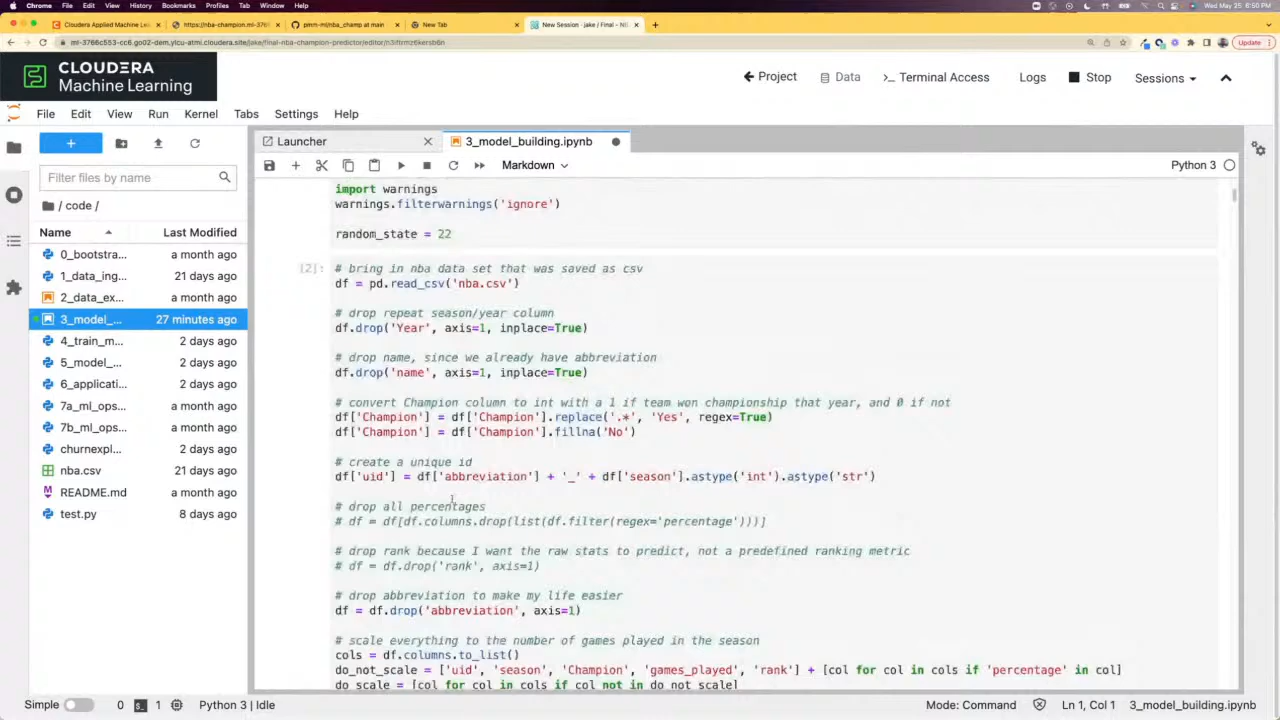 Chrome File Edit View History Bookmarks Profiles Tab Window Help
Wed May 25 6:50 PM
Cloudera Applied Machine Le
https://nba-champion.ml-3766
New Tab
New Session · jake / Final - NB
Update
CLOUDERA
Machine Learning
Project
Data
Terminal Access
Logs
Stop
Sessions
File Edit View Run Kernel Tabs Settings Help
Launcher
3_model_building.ipynb
Markdown
Python 3
Filter files by name
/ code /
Name Last Modified
0_bootstra... a month ago
1_data_ing... 21 days ago
2_data_ex... a month ago
3_model_... 27 minutes ago
4_train_m... 2 days ago
5_model_... 2 days ago
6_applicati... 2 days ago
7a_ml_ops... a month ago
7b_ml_ops... a month ago
churnexpl... 2 days ago
nba.csv 21 days ago
README.md a month ago
test.py 8 days ago
import warnings
warnings.filterwarnings('ignore')
random_state = 22
[2]:
# bring in nba data set that was saved as csv
df = pd.read_csv('nba.csv')
# drop repeat season/year column
df.drop('Year', axis=1, inplace=True)
# drop name, since we already have abbreviation
df.drop('name', axis=1, inplace=True)
# convert Champion column to int with a 1 if team won championship that year, and 0 if not
df['Champion'] = df['Champion'].replace('.*', 'Yes', regex=True)
df['Champion'] = df['Champion'].fillna('No')
# create a unique id
df['uid'] = df['abbreviation'] + '_' + df['season'].astype('int').astype('str')
# drop all percentages
# df = df[df.columns.drop(list(df.filter(regex='percentage')))]
# drop rank because I want the raw stats to predict, not a predefined ranking metric
# df = df.drop('rank', axis=1)
# drop abbreviation to make my life easier
df = df.drop('abbreviation', axis=1)
# scale everything to the number of games played in the season
cols = df.columns.to_list()
do_not_scale = ['uid', 'season', 'Champion', 'games_played', 'rank'] + [col for col in cols if 'percentage' in col]
do_scale = [col for col in cols if col not in do_not_scale]
Simple
0
1
Python 3 | Idle
Mode: Command
Ln 1, Col 1
3_model_building.ipynb